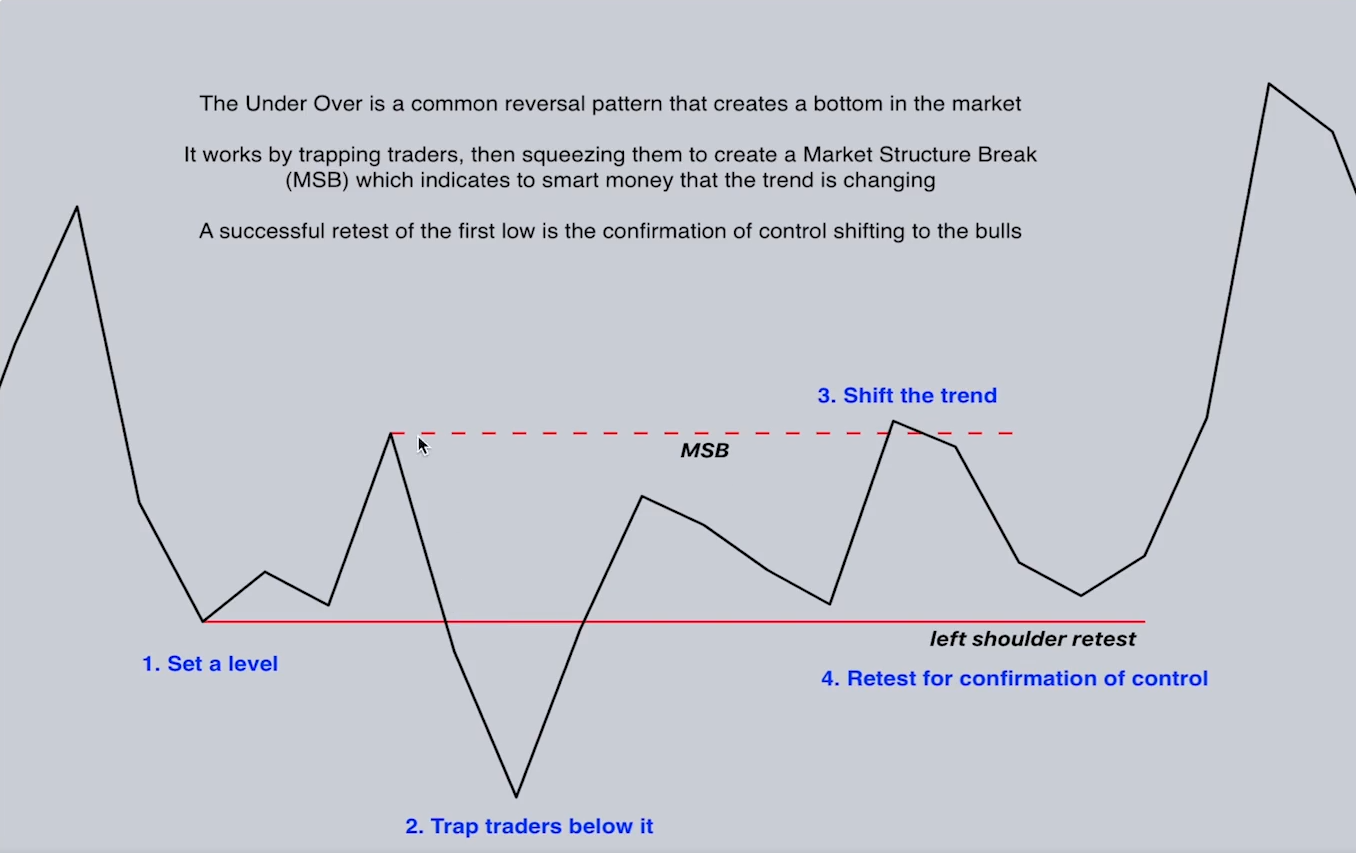 The Under Over is a common reversal pattern that creates a bottom in the market
It works by trapping traders, then squeezing them to create a Market Structure Break
(MSB) which indicates to smart money that the trend is changing
A successful retest of the first low is the confirmation of control shifting to the bulls
3. Shift the trend
MSB
left shoulder retest
1. Set a level
4. Retest for confirmation of control
2. Trap traders below it